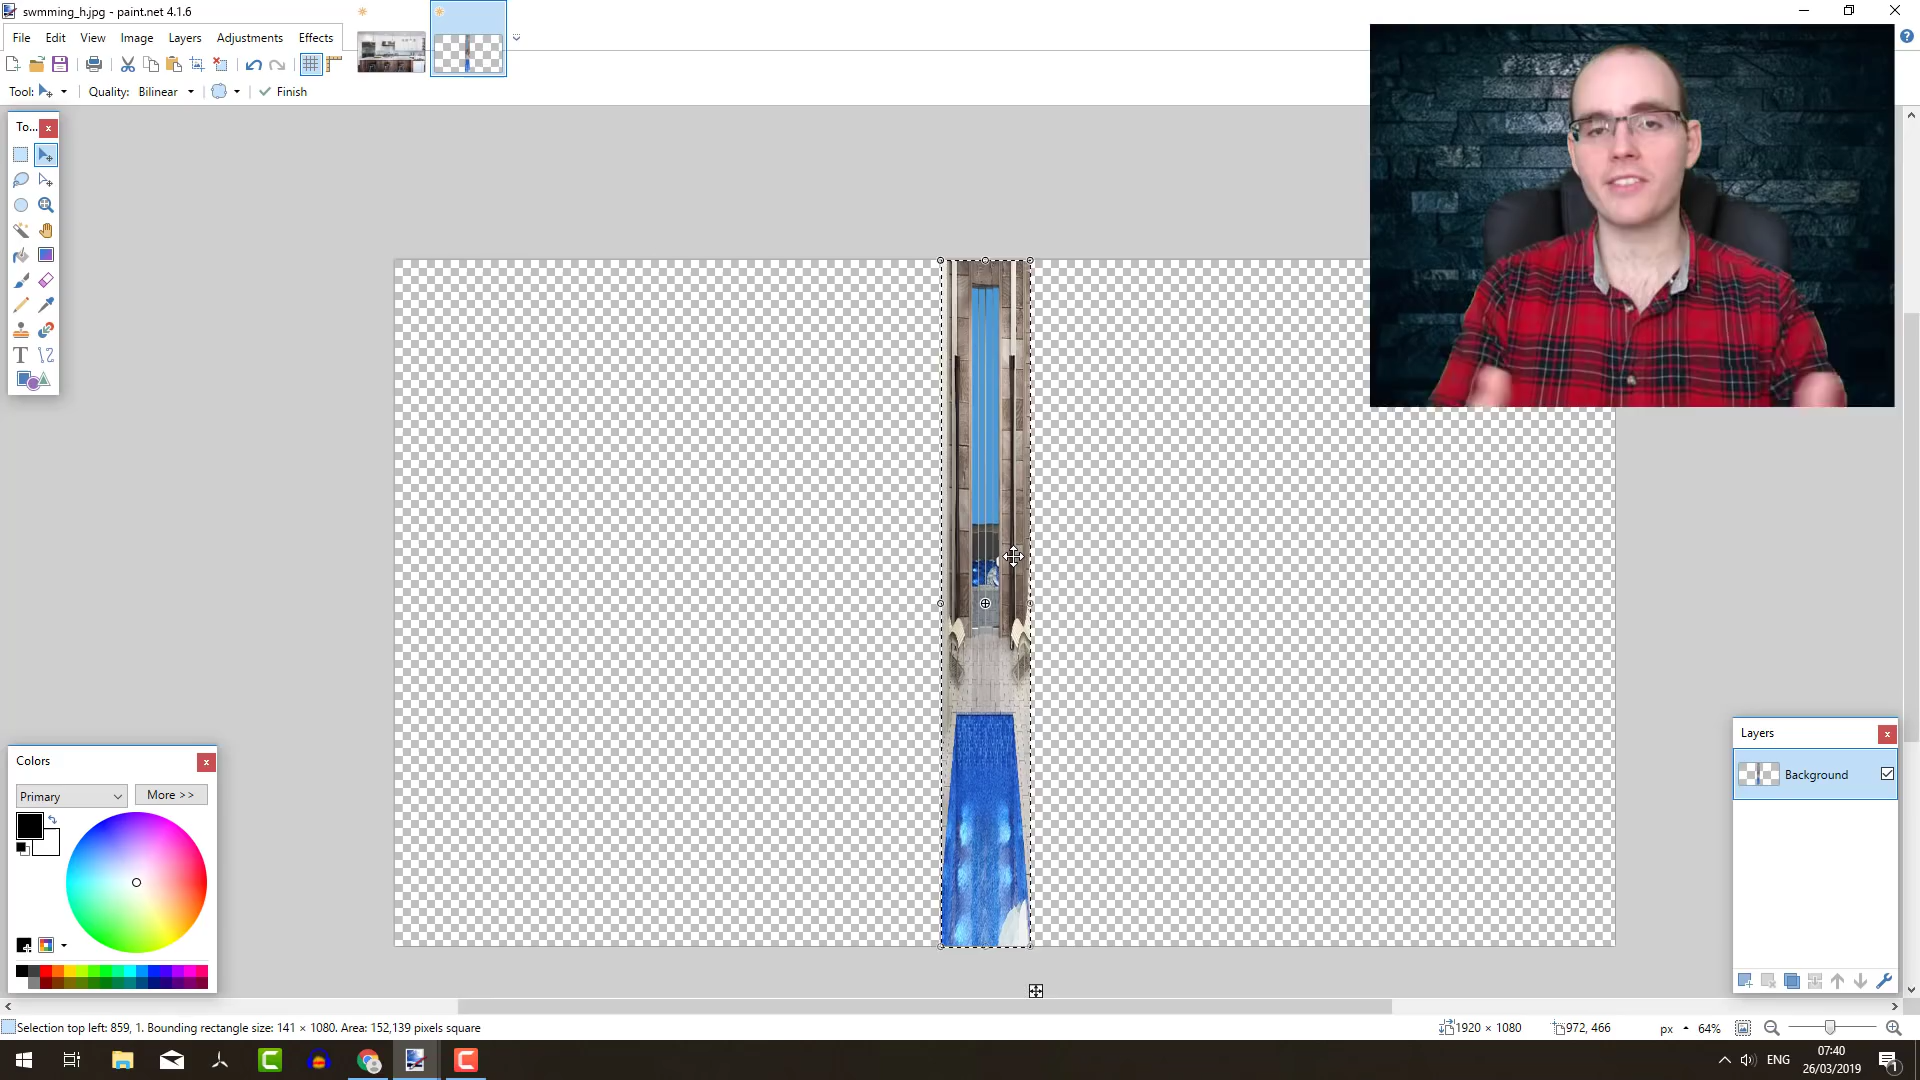 swmming_h.jpg - paint.net 4.1.6
File Edit View Image Layers Adjustments Effects
Tool: Quality: Bilinear Finish
To...
T
Colors
Primary More >>
Layers
Background
Selection top left: 859, 1. Bounding rectangle size: 141 × 1080. Area: 152,139 pixels square
1920 × 1080 972, 466 px 64%
ENG
07:40
26/03/2019
1